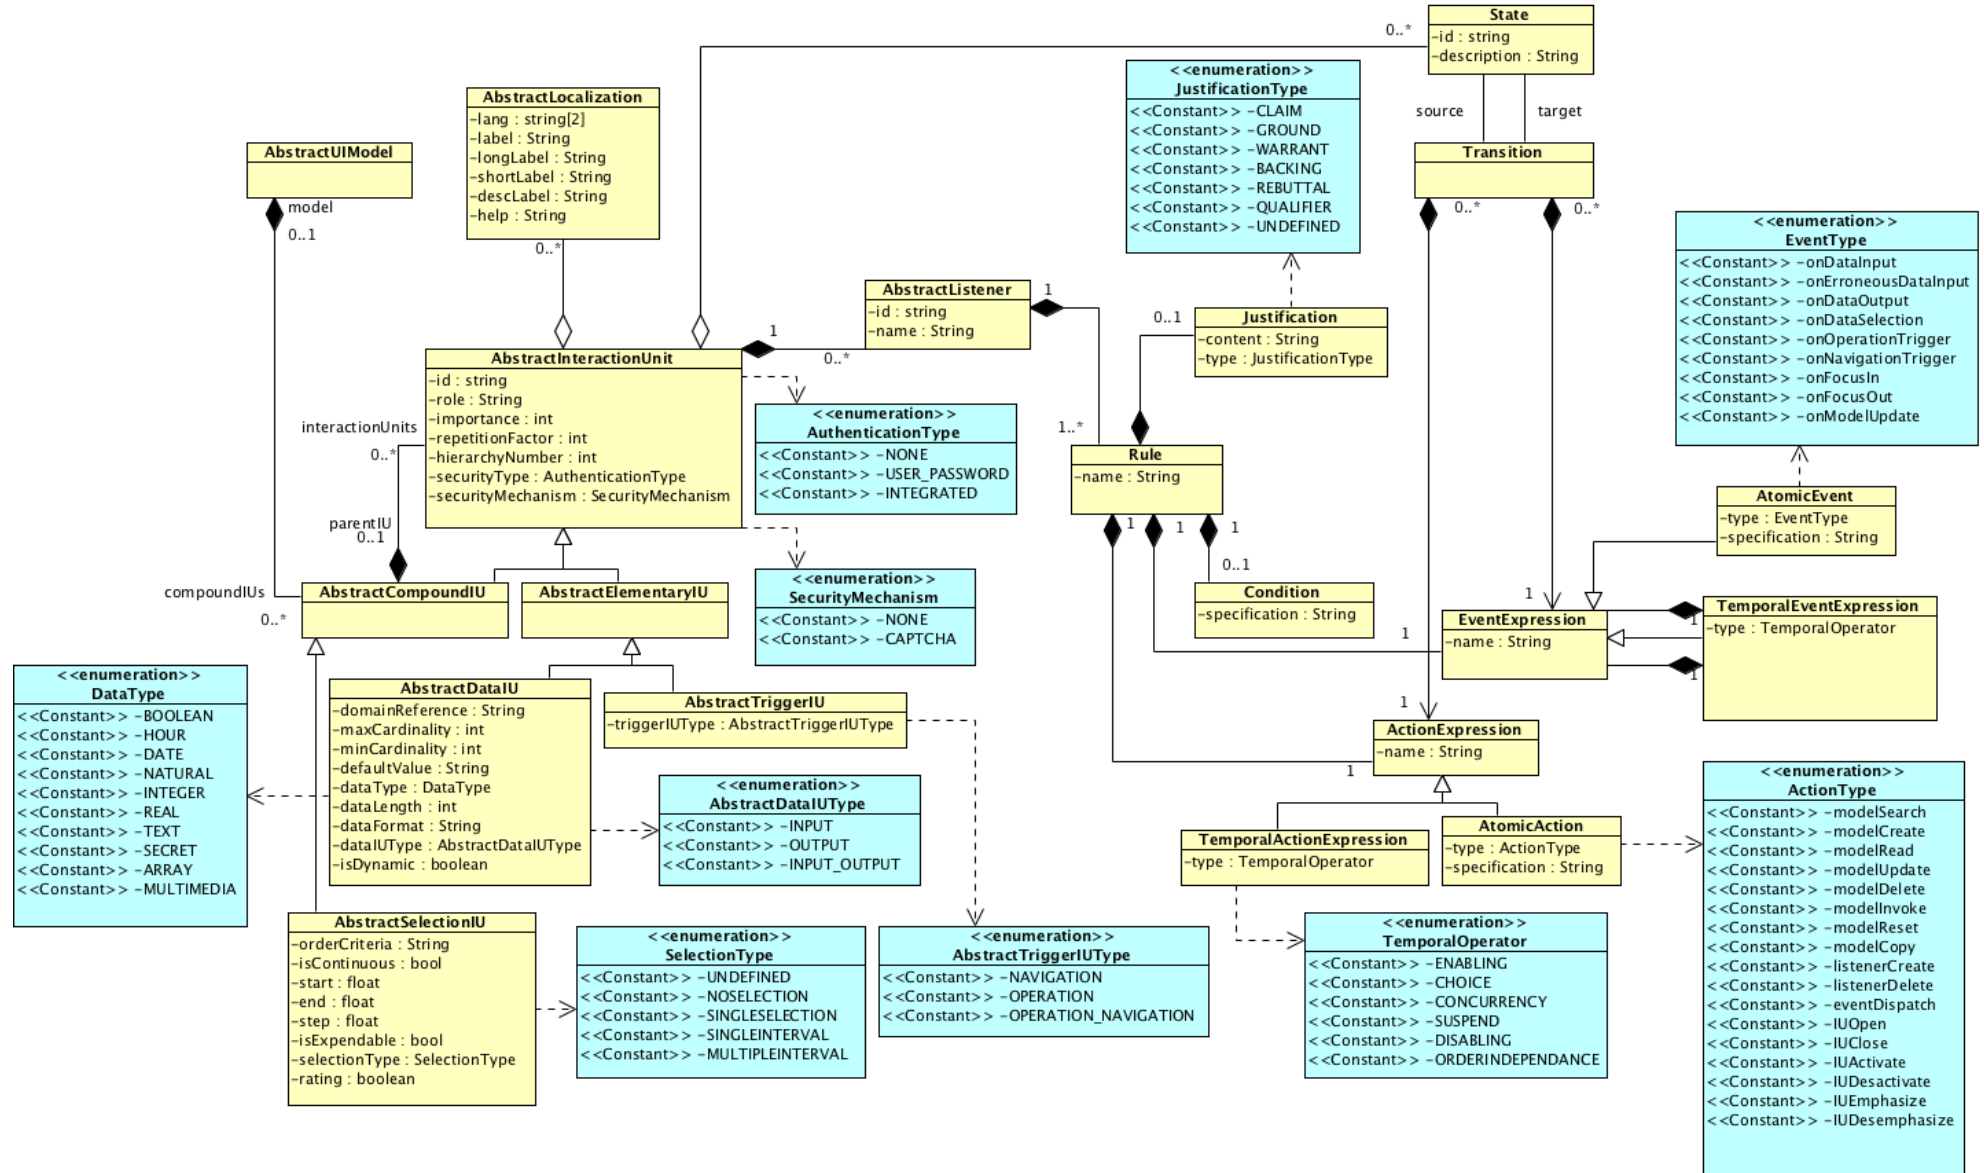 State
-id : string
-description : String
0..*
source
target
Transition
0..*
0..*
<<enumeration>>
JustificationType
<<Constant>> -CLAIM
<<Constant>> -GROUND
<<Constant>> -WARRANT
<<Constant>> -BACKING
<<Constant>> -REBUTTAL
<<Constant>> -QUALIFIER
<<Constant>> -UNDEFINED
AbstractLocalization
-lang : string[2]
-label : String
-longLabel : String
-shortLabel : String
-descLabel : String
-help : String
0..*
AbstractUIModel
model
0..1
<<enumeration>>
EventType
<<Constant>> -onDataInput
<<Constant>> -onErroneousDataInput
<<Constant>> -onDataOutput
<<Constant>> -onDataSelection
<<Constant>> -onOperationTrigger
<<Constant>> -onNavigationTrigger
<<Constant>> -onFocusIn
<<Constant>> -onFocusOut
<<Constant>> -onModelUpdate
AbstractListener
-id : string
-name : String
1
1
0..*
0..1
Justification
-content : String
-type : JustificationType
AbstractInteractionUnit
-id : string
-role : String
-importance : int
-repetitionFactor : int
-hierarchyNumber : int
-securityType : AuthenticationType
-securityMechanism : SecurityMechanism
interactionUnits
0..*
parentIU
0..1
<<enumeration>>
AuthenticationType
<<Constant>> -NONE
<<Constant>> -USER_PASSWORD
<<Constant>> -INTEGRATED
1..*
Rule
-name : String
1
1
1
0..1
AtomicEvent
-type : EventType
-specification : String
<<enumeration>>
SecurityMechanism
<<Constant>> -NONE
<<Constant>> -CAPTCHA
compoundIUs
0..*
AbstractCompoundIU
AbstractElementaryIU
Condition
-specification : String
1
1
EventExpression
-name : String
TemporalEventExpression
-type : TemporalOperator
1
1
<<enumeration>>
DataType
<<Constant>> -BOOLEAN
<<Constant>> -HOUR
<<Constant>> -DATE
<<Constant>> -NATURAL
<<Constant>> -INTEGER
<<Constant>> -REAL
<<Constant>> -TEXT
<<Constant>> -SECRET
<<Constant>> -ARRAY
<<Constant>> -MULTIMEDIA
AbstractDataIU
-domainReference : String
-maxCardinality : int
-minCardinality : int
-defaultValue : String
-dataType : DataType
-dataLength : int
-dataFormat : String
-dataIUType : AbstractDataIUType
-isDynamic : boolean
AbstractTriggerIU
-triggerIUType : AbstractTriggerIUType
<<enumeration>>
AbstractDataIUType
<<Constant>> -INPUT
<<Constant>> -OUTPUT
<<Constant>> -INPUT_OUTPUT
1
1
ActionExpression
-name : String
TemporalActionExpression
-type : TemporalOperator
AtomicAction
-type : ActionType
-specification : String
<<enumeration>>
ActionType
<<Constant>> -modelSearch
<<Constant>> -modelCreate
<<Constant>> -modelRead
<<Constant>> -modelUpdate
<<Constant>> -modelDelete
<<Constant>> -modelInvoke
<<Constant>> -modelReset
<<Constant>> -modelCopy
<<Constant>> -listenerCreate
<<Constant>> -listenerDelete
<<Constant>> -eventDispatch
<<Constant>> -IUOpen
<<Constant>> -IUClose
<<Constant>> -IUActivate
<<Constant>> -IUDesactivate
<<Constant>> -IUEmphasize
<<Constant>> -IUDesemphasize
AbstractSelectionIU
-orderCriteria : String
-isContinuous : bool
-start : float
-end : float
-step : float
-isExpendable : bool
-selectionType : SelectionType
-rating : boolean
<<enumeration>>
SelectionType
<<Constant>> -UNDEFINED
<<Constant>> -NOSELECTION
<<Constant>> -SINGLESELECTION
<<Constant>> -SINGLEINTERVAL
<<Constant>> -MULTIPLEINTERVAL
<<enumeration>>
AbstractTriggerIUType
<<Constant>> -NAVIGATION
<<Constant>> -OPERATION
<<Constant>> -OPERATION_NAVIGATION
<<enumeration>>
TemporalOperator
<<Constant>> -ENABLING
<<Constant>> -CHOICE
<<Constant>> -CONCURRENCY
<<Constant>> -SUSPEND
<<Constant>> -DISABLING
<<Constant>> -ORDERINDEPENDANCE